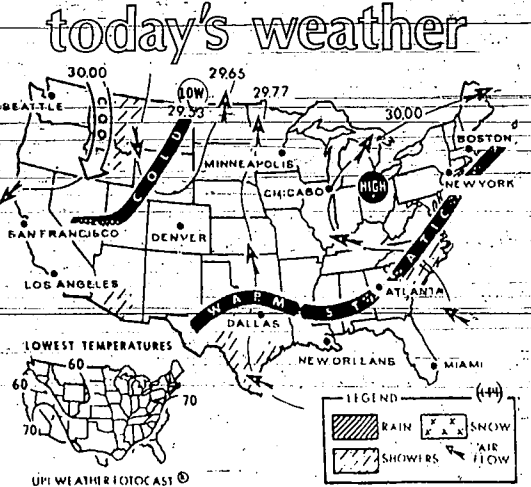 today's weather
30.00
29.65
LOW
29.53
29.77
SEATTLE
COOL
30.00
COLD
BOSTON
MINNEAPOLIS
CHICAGO
HIGH
NEW YORK
SAN FRANCISCO
DENVER
STATIC
LOS ANGELES
ATLANTA
WARM
DALLAS
NEW ORLEANS
MIAMI
LOWEST TEMPERATURES
60
60
70
70
LEGEND
RAIN
SNOW
SHOWERS
AIR FLOW
UPI WEATHER FOTOCAST ®